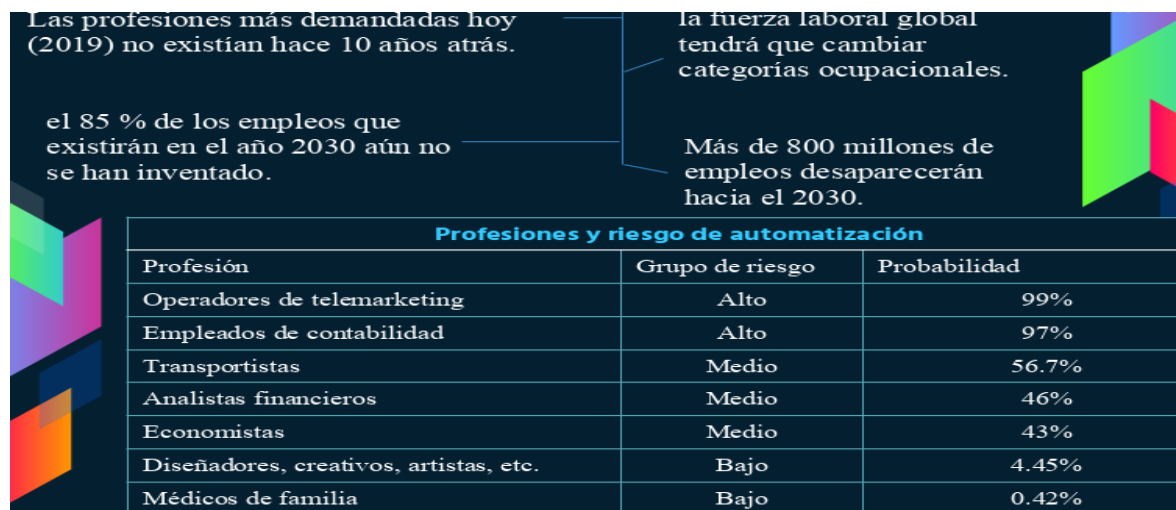 Las profesiones más demandadas hoy
(2019) no existían hace 10 años atrás.
la fuerza laboral global
tendrá que cambiar
categorías ocupacionales.
el 85 % de los empleos que
existirán en el año 2030 aún no
se han inventado.
Más de 800 millones de
empleos desaparecerán
hacia el 2030.
Profesiones y riesgo de automatización
Profesión Grupo de riesgo Probabilidad
Operadores de telemarketing Alto 99%
Empleados de contabilidad Alto 97%
Transportistas Medio 56.7%
Analistas financieros Medio 46%
Economistas Medio 43%
Diseñadores, creativos, artistas, etc. Bajo 4.45%
Médicos de familia Bajo 0.42%